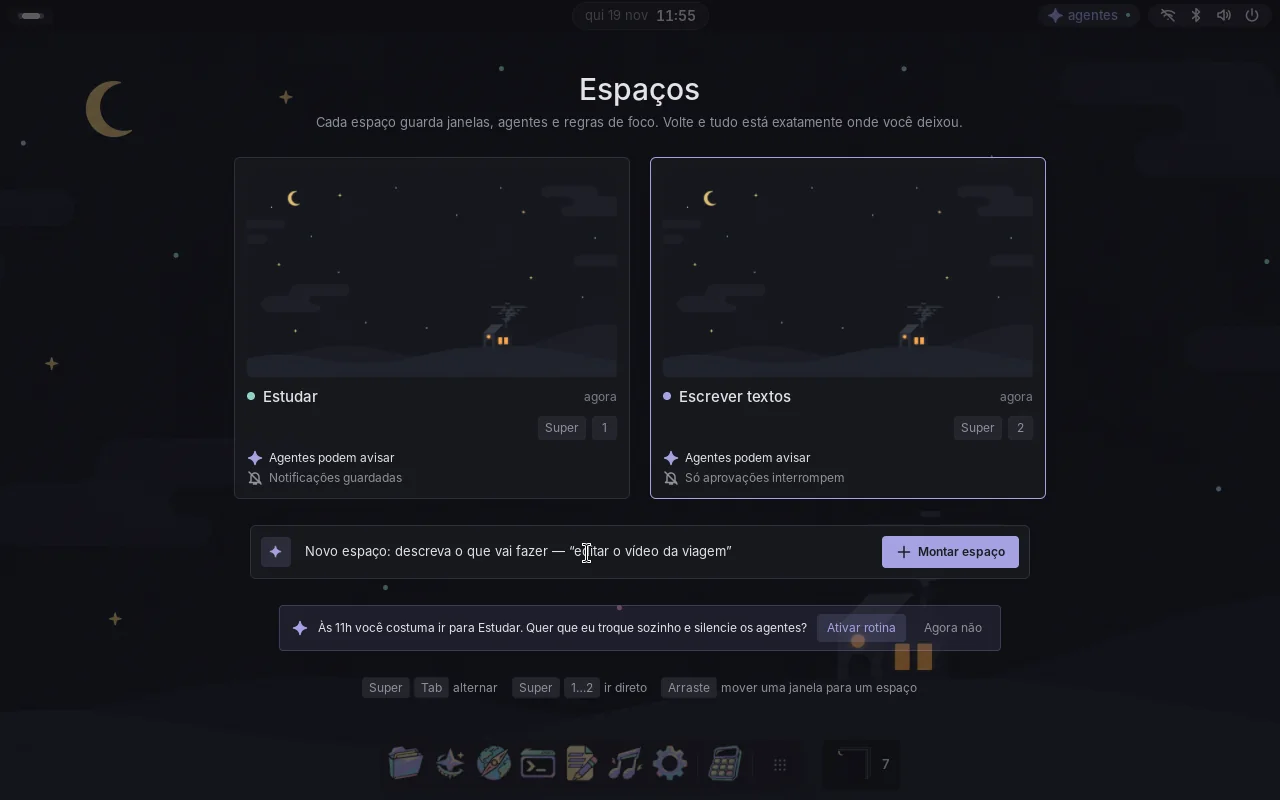 qui 19 nov 11:55
agentes
Espaços
Cada espaço guarda janelas, agentes e regras de foco. Volte e tudo está exatamente onde você deixou.
Estudar agora
Super 1
Agentes podem avisar
Notificações guardadas
Escrever textos agora
Super 2
Agentes podem avisar
Só aprovações interrompem
Novo espaço: descreva o que vai fazer — “editar o vídeo da viagem”
Montar espaço
Às 11h você costuma ir para Estudar. Quer que eu troque sozinho e silencie os agentes? Ativar rotina Agora não
Super Tab alternar Super 1…2 ir direto Arraste mover uma janela para um espaço
7